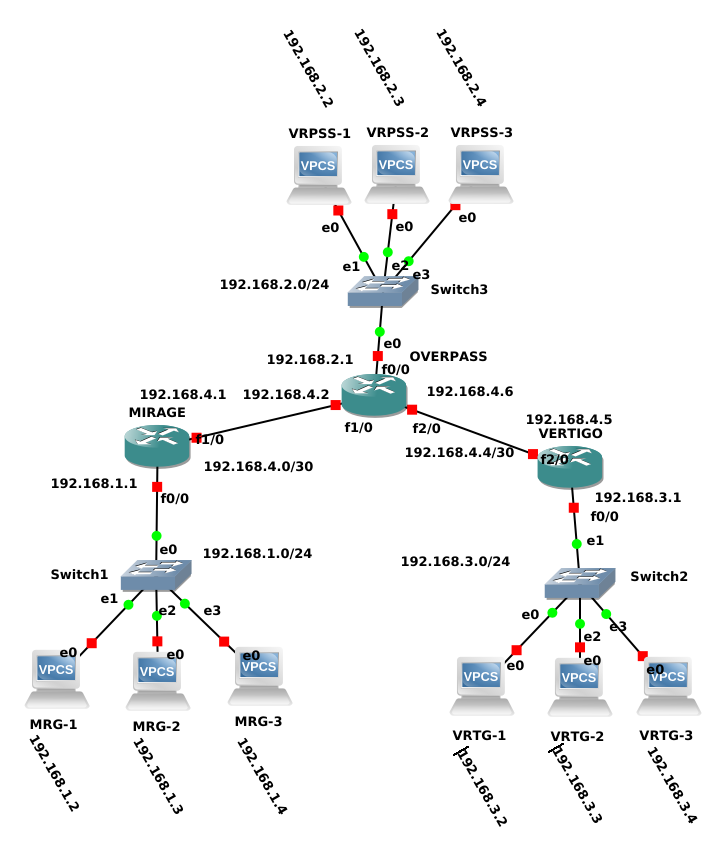 192.168.2.2
192.168.2.3
192.168.2.4
VRPSS-1
VRPSS-2
VRPSS-3
VPCS
VPCS
VPCS
e0
e0
e0
e1
e2
e3
192.168.2.0/24
Switch3
e0
192.168.2.1
OVERPASS
f0/0
192.168.4.1
192.168.4.2
192.168.4.6
MIRAGE
f1/0
f2/0
192.168.4.5
VERTIGO
f1/0
192.168.4.4/30
f2/0
192.168.4.0/30
192.168.1.1
f0/0
192.168.3.1
f0/0
e0
e1
192.168.1.0/24
192.168.3.0/24
Switch1
Switch2
e1
e2
e3
e0
e2
e3
e0
e0
e0
e0
e0
e0
VPCS
VPCS
VPCS
VPCS
VPCS
VPCS
MRG-1
MRG-2
MRG-3
VRTG-1
VRTG-2
VRTG-3
192.168.1.2
192.168.1.3
192.168.1.4
192.168.3.2
192.168.3.3
192.168.3.4